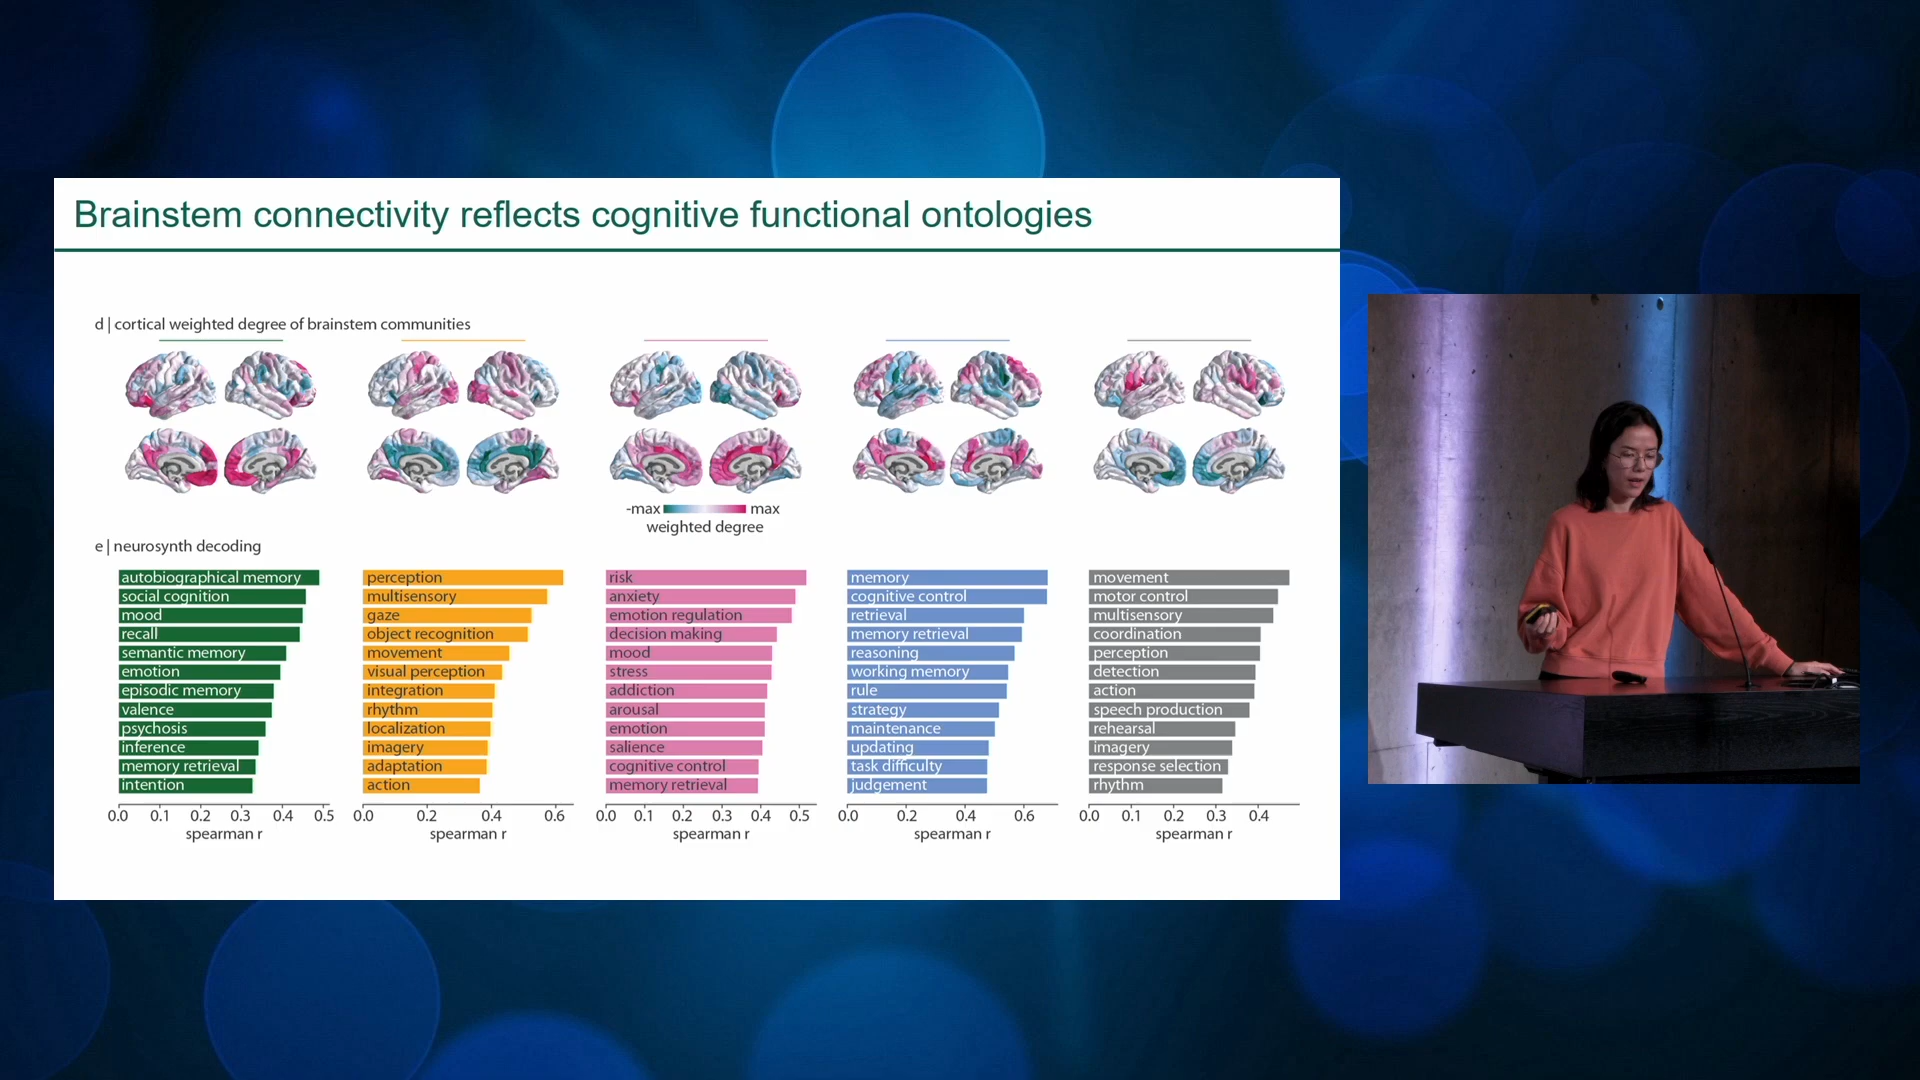 Brainstem connectivity reflects cognitive functional ontologies
d | cortical weighted degree of brainstem communities
-max max
weighted degree
e | neurosynth decoding
autobiographical memory
social cognition
mood
recall
semantic memory
emotion
episodic memory
valence
psychosis
inference
memory retrieval
intention
0.0 0.1 0.2 0.3 0.4 0.5
spearman r
perception
multisensory
gaze
object recognition
movement
visual perception
integration
rhythm
localization
imagery
adaptation
action
0.0 0.2 0.4 0.6
spearman r
risk
anxiety
emotion regulation
decision making
mood
stress
addiction
arousal
emotion
salience
cognitive control
memory retrieval
0.0 0.1 0.2 0.3 0.4 0.5
spearman r
memory
cognitive control
retrieval
memory retrieval
reasoning
working memory
rule
strategy
maintenance
updating
task difficulty
judgement
0.0 0.2 0.4 0.6
spearman r
movement
motor control
multisensory
coordination
perception
detection
action
speech production
rehearsal
imagery
response selection
rhythm
0.0 0.1 0.2 0.3 0.4
spearman r